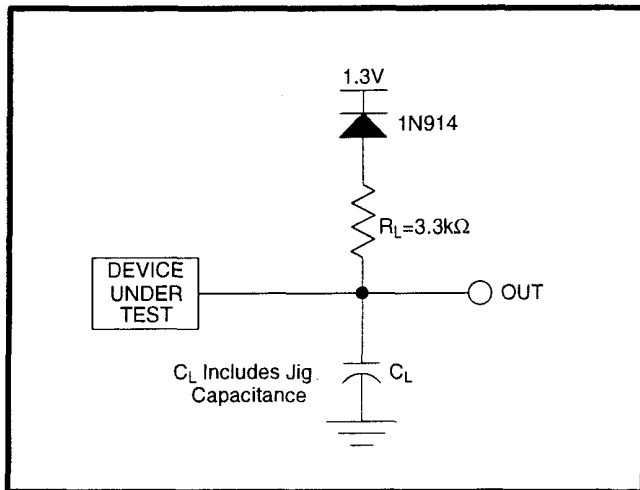 1.3V
1N914
R_L=3.3kΩ
DEVICE
UNDER
TEST
OUT
C_L Includes Jig
Capacitance
C_L